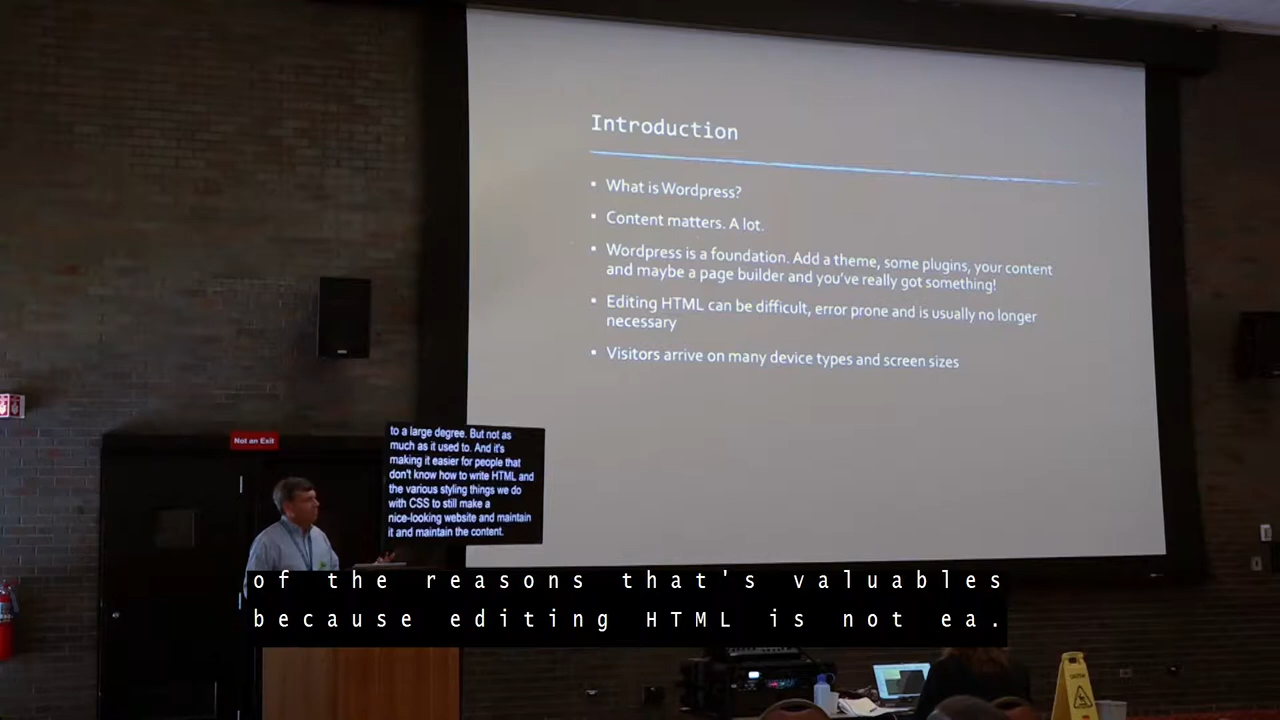 Introduction
• What is Wordpress?
• Content matters. A lot.
• Wordpress is a foundation. Add a theme, some plugins, your content
and maybe a page builder and you've really got something!
• Editing HTML can be difficult, error prone and is usually no longer
necessary
• Visitors arrive on many device types and screen sizes
Not an Exit
to a large degree. But not as
much as it used to. And it's
making it easier for people that
don't know how to write HTML and
the various styling things we do
with CSS to still make a
nice-looking website and maintain
it and maintain the content.
of the reasons that's valuables
because editing HTML is not ea.
CAUTION